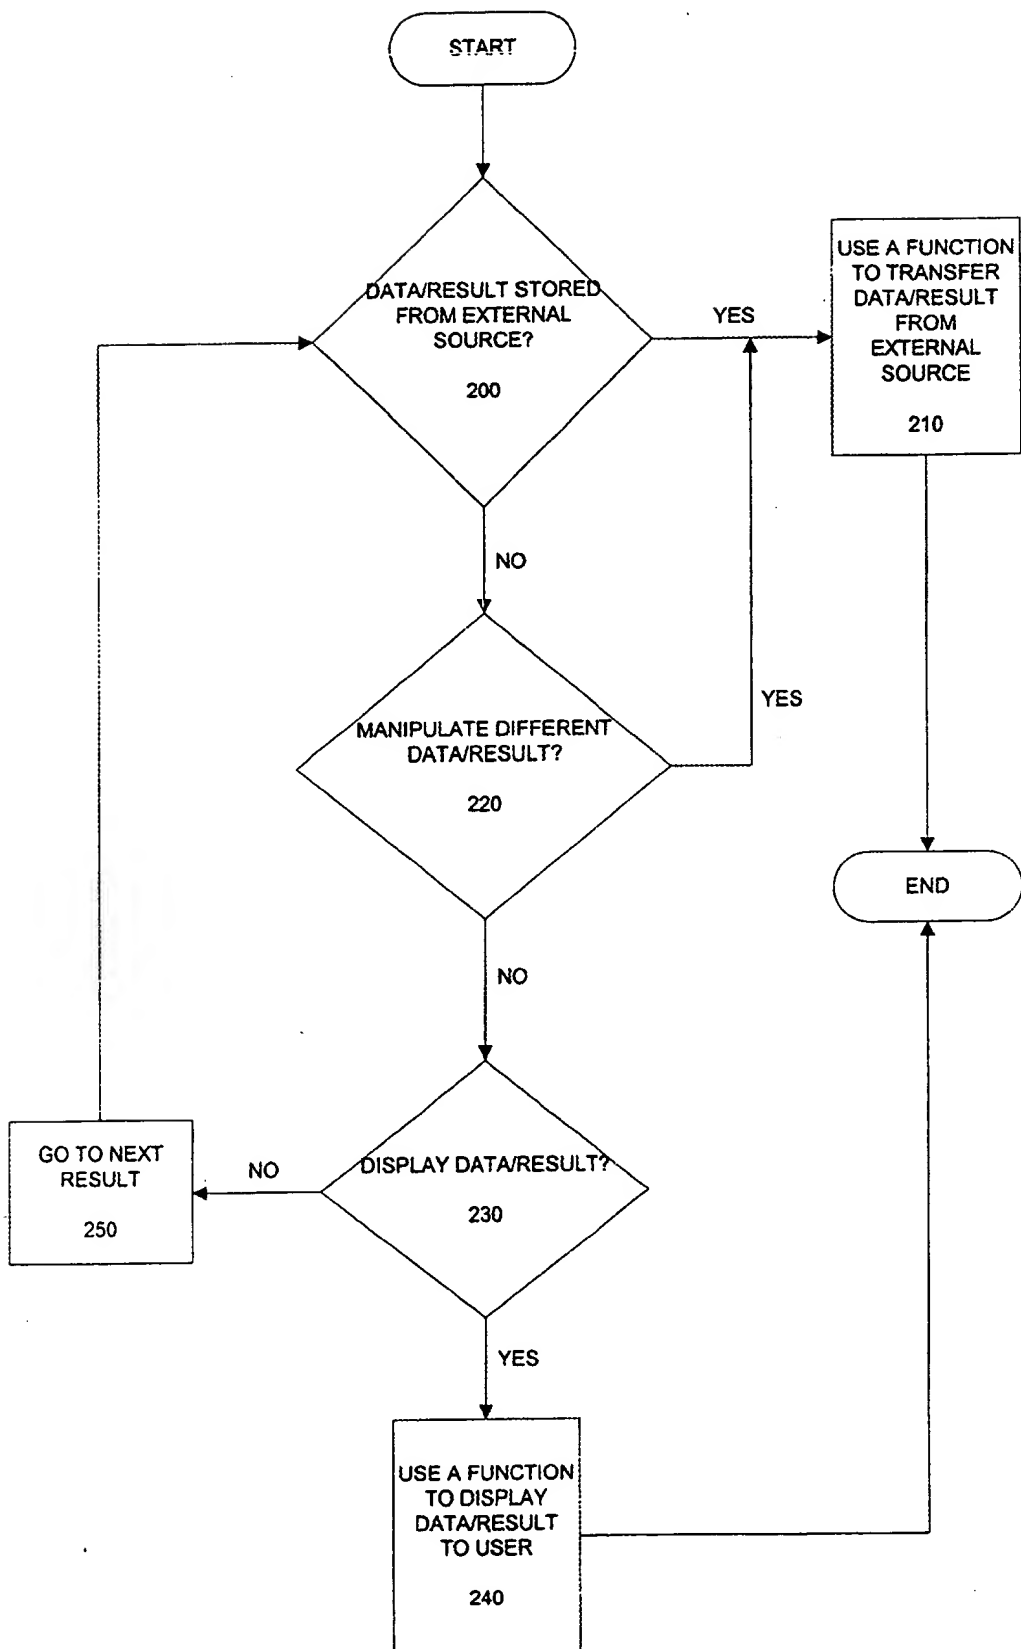 START
DATA/RESULT STORED
FROM EXTERNAL
SOURCE?
200
YES
USE A FUNCTION
TO TRANSFER
DATA/RESULT
FROM
EXTERNAL
SOURCE
210
NO
MANIPULATE DIFFERENT
DATA/RESULT?
220
YES
END
NO
DISPLAY DATA/RESULT?
230
NO
GO TO NEXT
RESULT
250
YES
USE A FUNCTION
TO DISPLAY
DATA/RESULT
TO USER
240